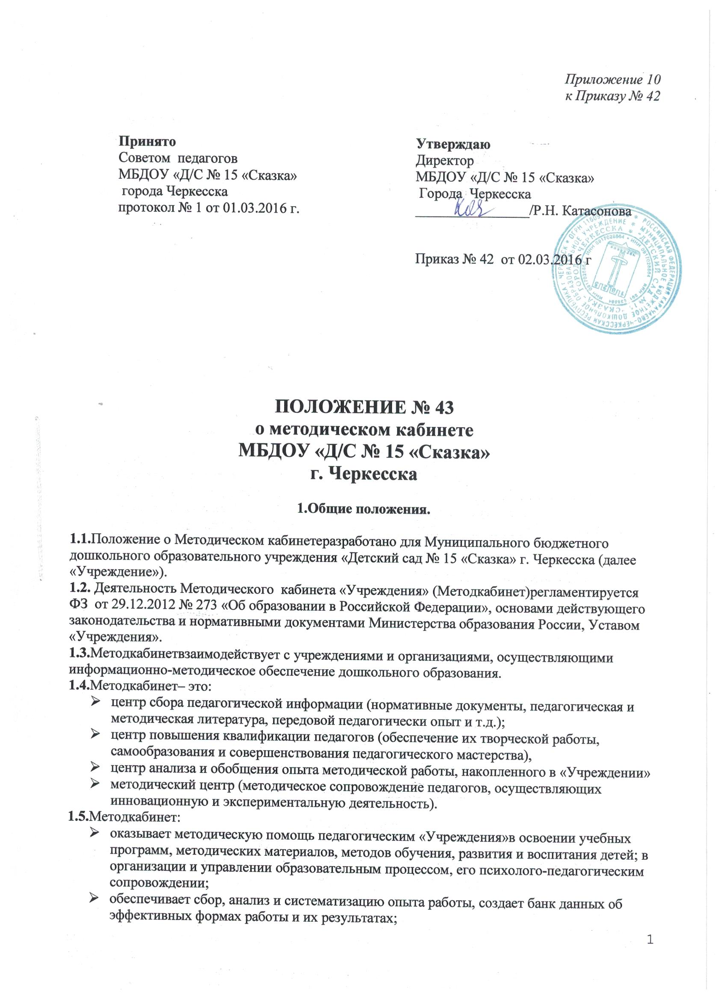 Приложение 10
к Приказу № 42
Принято
Советом педагогов
МБДОУ «Д/С № 15 «Сказка»
города Черкесска
протокол № 1 от 01.03.2016 г.
Утверждаю
Директор
МБДОУ «Д/С № 15 «Сказка»
Города Черкесска
________________/Р.Н. Катасонова
Приказ № 42 от 02.03.2016 г
РОССИЙСКАЯ ФЕДЕРАЦИЯ КАРАЧАЕВО-ЧЕРКЕССКАЯ РЕСПУБЛИКА
МУНИЦИПАЛЬНОЕ БЮДЖЕТНОЕ ДОШКОЛЬНОЕ ОБРАЗОВАТЕЛЬНОЕ УЧРЕЖДЕНИЕ
"ДЕТСКИЙ САД № 15 "СКАЗКА" ГОРОДА ЧЕРКЕССКА
ИНН 0917028864
ПОЛОЖЕНИЕ № 43
о методическом кабинете
МБДОУ «Д/С № 15 «Сказка»
г. Черкесска
1.Общие положения.
1.1.Положение о Методическом кабинетеразработано для Муниципального бюджетного
дошкольного образовательного учреждения «Детский сад № 15 «Сказка» г. Черкесска (далее
«Учреждение»).
1.2. Деятельность Методического кабинета «Учреждения» (Методкабинет)регламентируется
ФЗ от 29.12.2012 № 273 «Об образовании в Российской Федерации», основами действующего
законодательства и нормативными документами Министерства образования России, Уставом
«Учреждения».
1.3.Методкабинетвзаимодействует с учреждениями и организациями, осуществляющими
информационно-методическое обеспечение дошкольного образования.
1.4.Методкабинет– это:
➢ центр сбора педагогической информации (нормативные документы, педагогическая и
методическая литература, передовой педагогически опыт и т.д.);
➢ центр повышения квалификации педагогов (обеспечение их творческой работы,
самообразования и совершенствования педагогического мастерства),
➢ центр анализа и обобщения опыта методической работы, накопленного в «Учреждении»
➢ методический центр (методическое сопровождение педагогов, осуществляющих
инновационную и экспериментальную деятельность).
1.5.Методкабинет:
➢ оказывает методическую помощь педагогическим «Учреждения»в освоении учебных
программ, методических материалов, методов обучения, развития и воспитания детей; в
организации и управлении образовательным процессом, его психолого-педагогическим
сопровождении;
➢ обеспечивает сбор, анализ и систематизацию опыта работы, создает банк данных об
эффективных формах работы и их результатах;
1